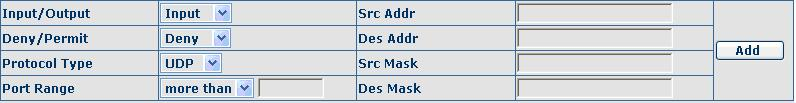 Input/Output Input Src Addr
Deny/Permit Deny Des Addr
Add
Protocol Type UDP Src Mask
Port Range more than Des Mask